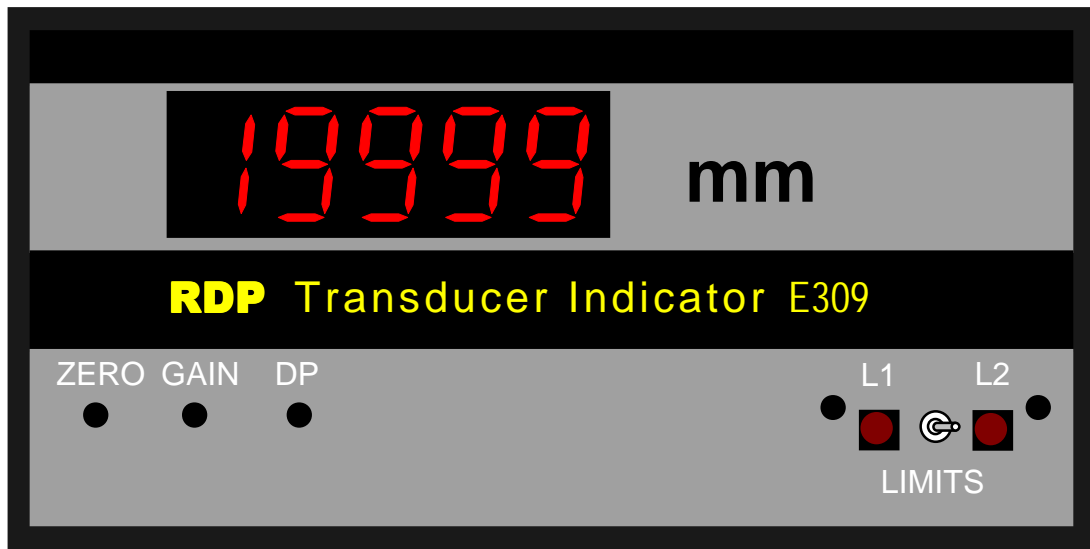 19999
mm
RDP Transducer Indicator E309
ZERO GAIN DP
L1 L2
LIMITS